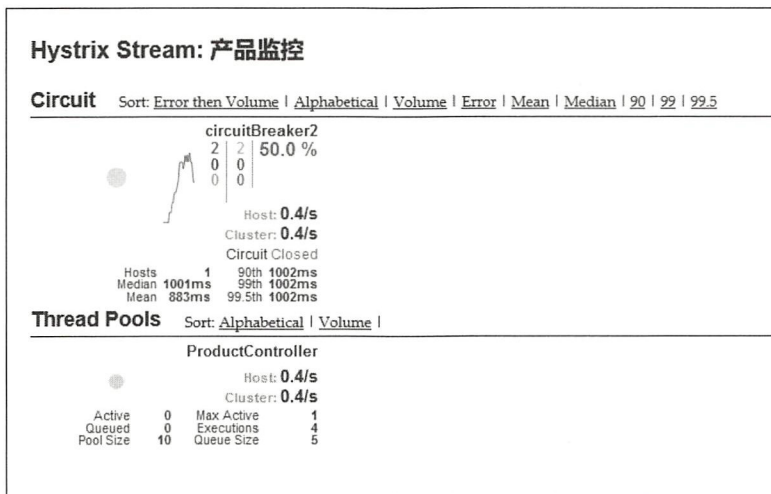 Hystrix Stream: 产品监控
Circuit Sort: Error then Volume | Alphabetical | Volume | Error | Mean | Median | 90 | 99 | 99.5
circuitBreaker2
2 | 2 | 50.0 %
0 | 0
0 | 0
Host: 0.4/s
Cluster: 0.4/s
Circuit Closed
Hosts 1 90th 1002ms
Median 1001ms 99th 1002ms
Mean 883ms 99.5th 1002ms
Thread Pools Sort: Alphabetical | Volume |
ProductController
Host: 0.4/s
Cluster: 0.4/s
Active 0 Max Active 1
Queued 0 Executions 4
Pool Size 10 Queue Size 5